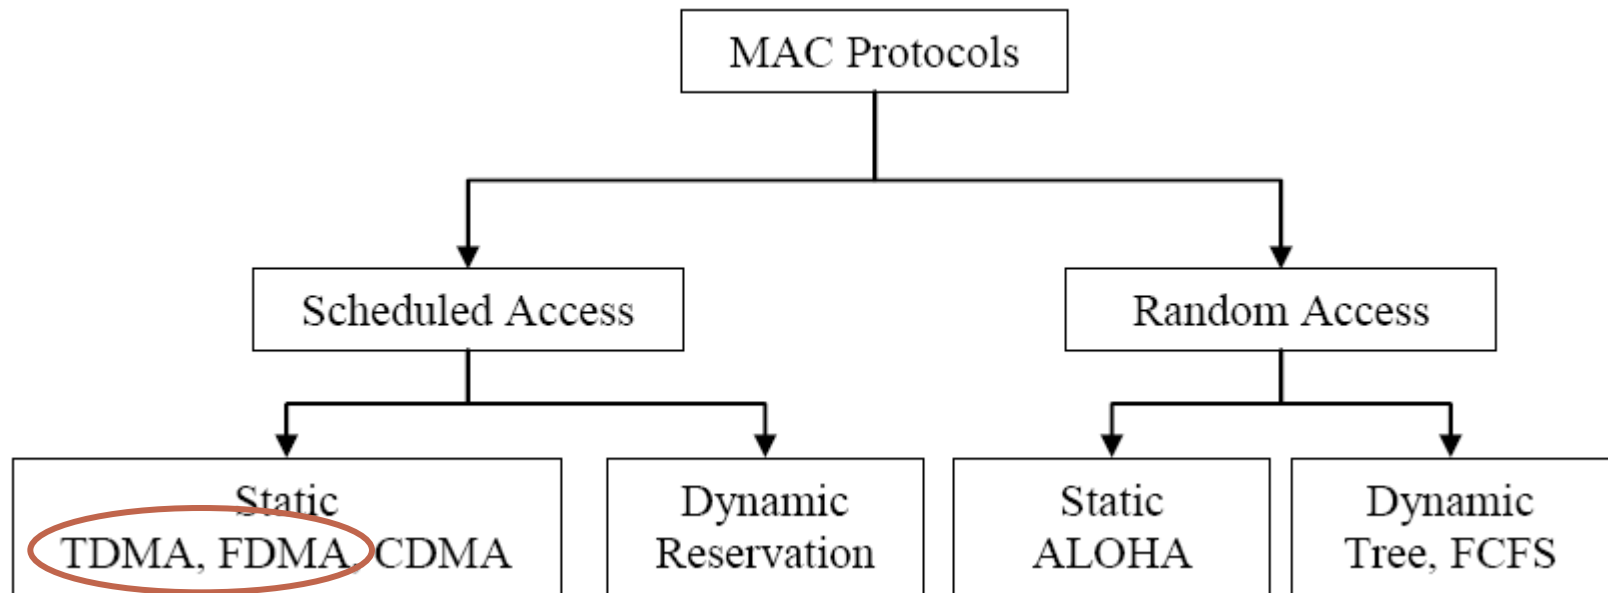 MAC Protocols
Scheduled Access
Random Access
Static
TDMA, FDMA, CDMA
Dynamic
Reservation
Static
ALOHA
Dynamic
Tree, FCFS